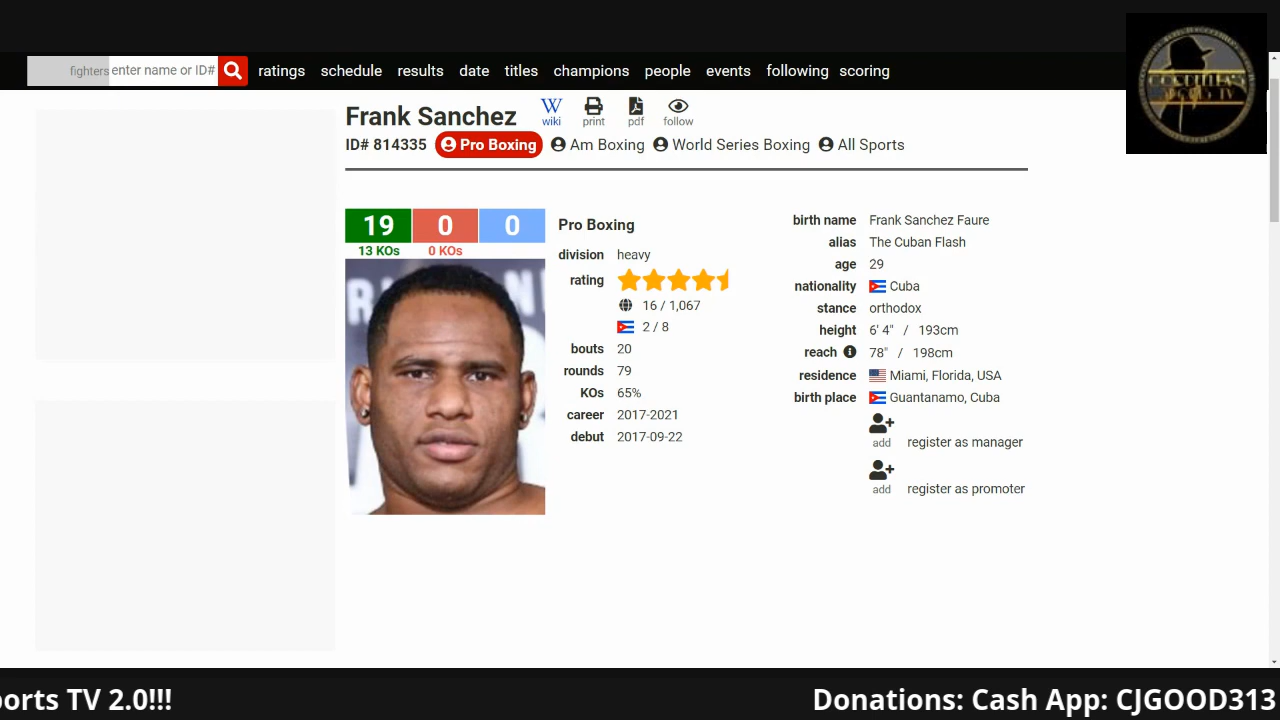 fighters enter name or ID# ratings schedule results date titles champions people events following scoring
Frank Sanchez
W wiki print pdf follow
ID# 814335 Pro Boxing Am Boxing World Series Boxing All Sports
19 0 0
13 KOs 0 KOs
Pro Boxing
division heavy
rating
16 / 1,067
2 / 8
bouts 20
rounds 79
KOs 65%
career 2017-2021
debut 2017-09-22
birth name Frank Sanchez Faure
alias The Cuban Flash
age 29
nationality Cuba
stance orthodox
height 6' 4" / 193cm
reach 78" / 198cm
residence Miami, Florida, USA
birth place Guantanamo, Cuba
add register as manager
add register as promoter
ports TV 2.0!!! Donations: Cash App: CJGOOD313